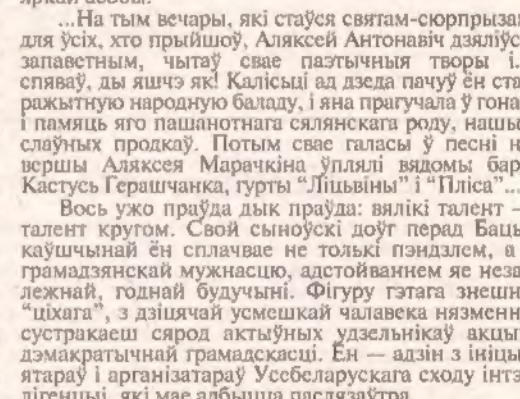 ...На тым вечары, які стаўся святам-сюрпрыза
для ўсіх, хто прыйшоў, Аляксей Антонавіч дзяліўс
запаветным, чытаў свае паэтычныя творы і.
спяваў, ды яшчэ як! Калісьці ад дзеда пачуў ён ста
ражытную народную баладу, і яна прагучала ў гона
і памяць яго пашанотнага сялянскага роду, нашы
слаўных продкаў. Потым свае галасы ў песні н
вершы Аляксея Марачкіна ўплялі вядомы бар
Кастусь Герашчанка, гурты “Ліцьвіны” і “Пліса”...
Вось ужо праўда дык праўда: вялікі талент –
талент кругом. Свой сыноўскі доўг перад Баць
каўшчынай ён сплачвае не толькі пэндзлем, а
грамадзянскай мужнасцю, адстойваннем яе неза
лежнай, годнай будучыні. Фігуру гэтага знешн
“ціхага”, з дзіцячай усмешкай чалавека нязменн
сустракаеш сярод актыўных удзельнікаў акцы
дэмакратычнай грамадскасці. Ён — адзін з ініцы
ятараў і арганізатараў Усебеларускага сходу інтэ
лігенцыі, які мае адбыцца паслязаўтра